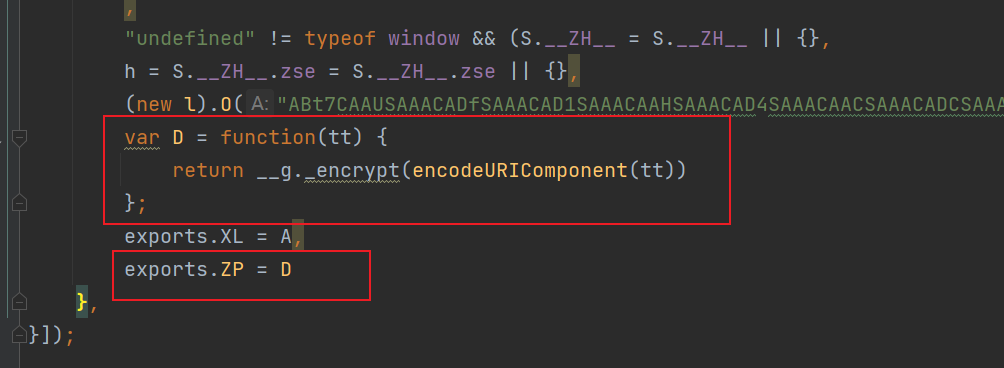 ,
"undefined" != typeof window && (S.__ZH__ = S.__ZH__ || {},
h = S.__ZH__.zse = S.__ZH__.zse || {},
(new l).O( A: "ABt7CAAUSAAACADfSAAACAD1SAAACAAHSAAACAD4SAAACAACSAAACADCSAAA
var D = function(tt) {
return __g._encrypt(encodeURIComponent(tt))
};
exports.XL = A,
exports.ZP = D
},
}]);